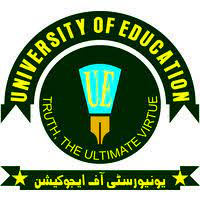 UNIVERSITY OF EDUCATION
UE
TRUTH, THE ULTIMATE VIRTUE
یونیورسٹی آف ایجوکیشن